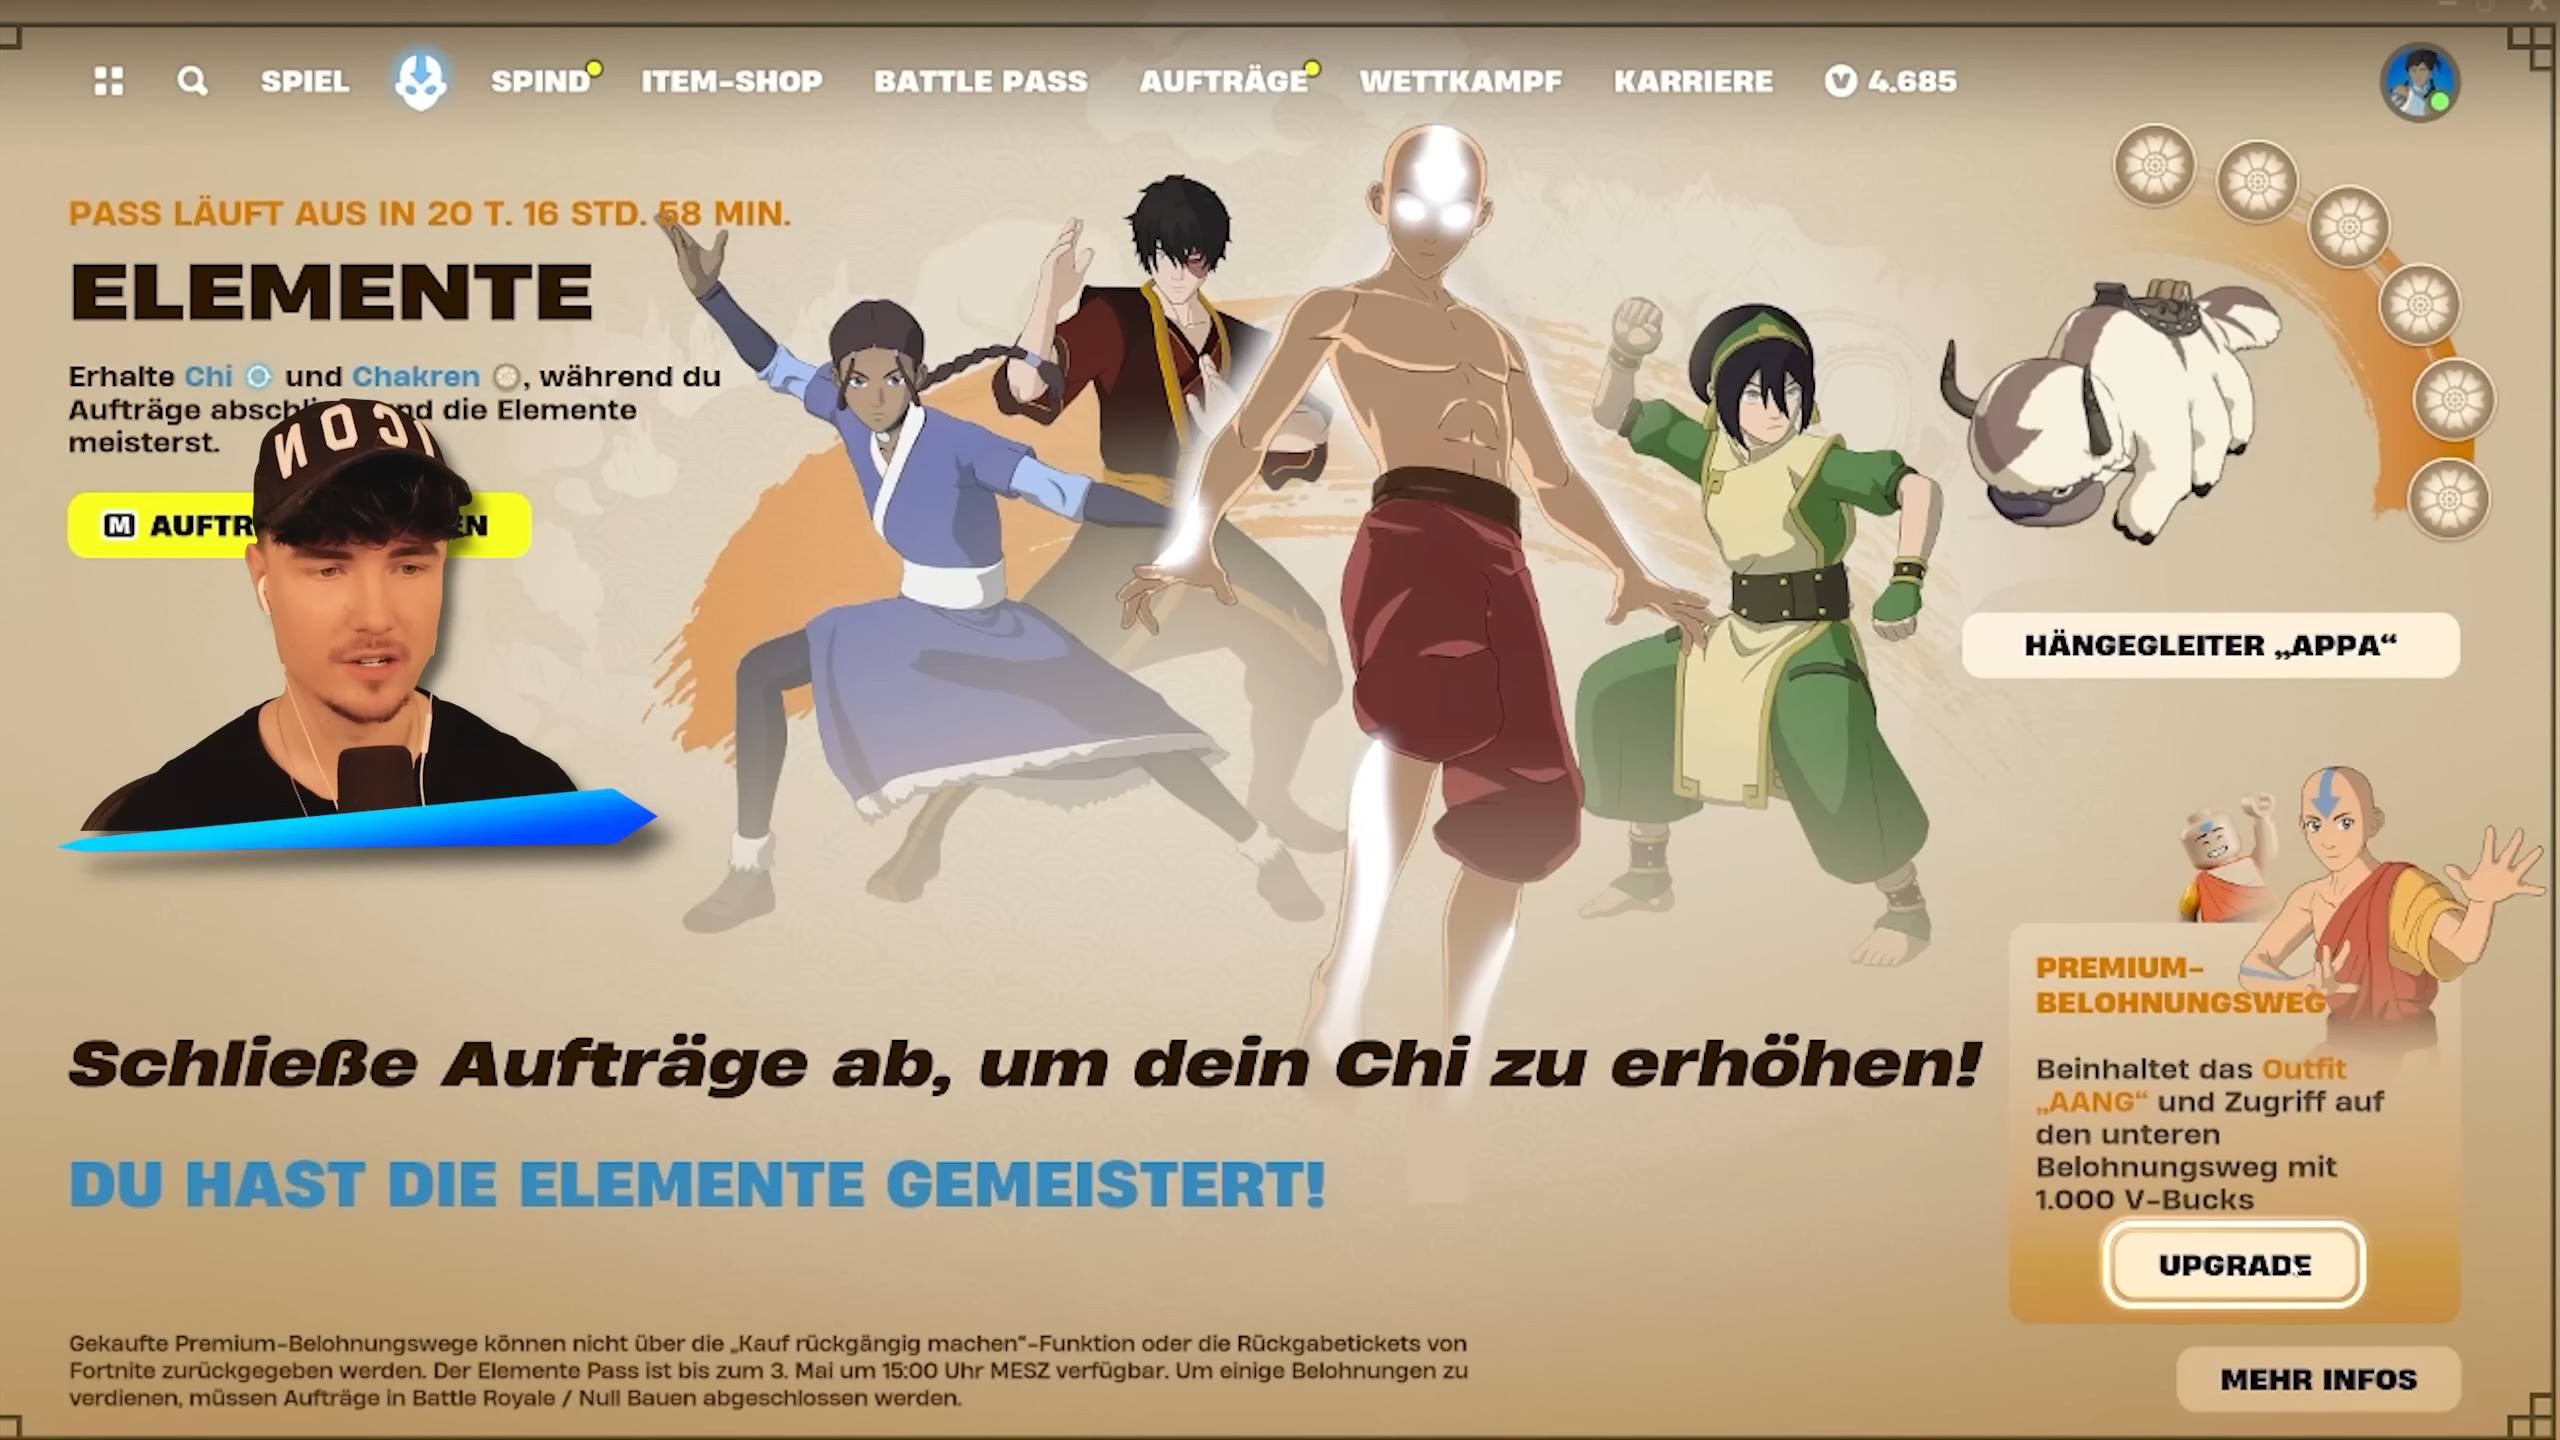 SPIEL SPIND ITEM-SHOP BATTLE PASS AUFTRÄGE WETTKAMPF KARRIERE V 4.685
PASS LÄUFT AUS IN 20 T. 16 STD. 58 MIN.
ELEMENTE
Erhalte Chi und Chakren, während du
Aufträge und die Elemente
meisterst.
M
ICON
HÄNGEGLEITER „APPA“
PREMIUM-
BELOHNUNGSWEG
Beinhaltet das Outfit
„AANG“ und Zugriff auf
den unteren
Belohnungsweg mit
1.000 V-Bucks
UPGRADE
Schließe Aufträge ab, um dein Chi zu erhöhen!
DU HAST DIE ELEMENTE GEMEISTERT!
Gekaufte Premium-Belohnungswege können nicht über die „Kauf rückgängig machen“-Funktion oder die Rückgabetickets von
Fortnite zurückgegeben werden. Der Elemente Pass ist bis zum 3. Mai um 15:00 Uhr MESZ verfügbar. Um einige Belohnungen zu
verdienen, müssen Aufträge in Battle Royale / Null Bauen abgeschlossen werden.
MEHR INFOS